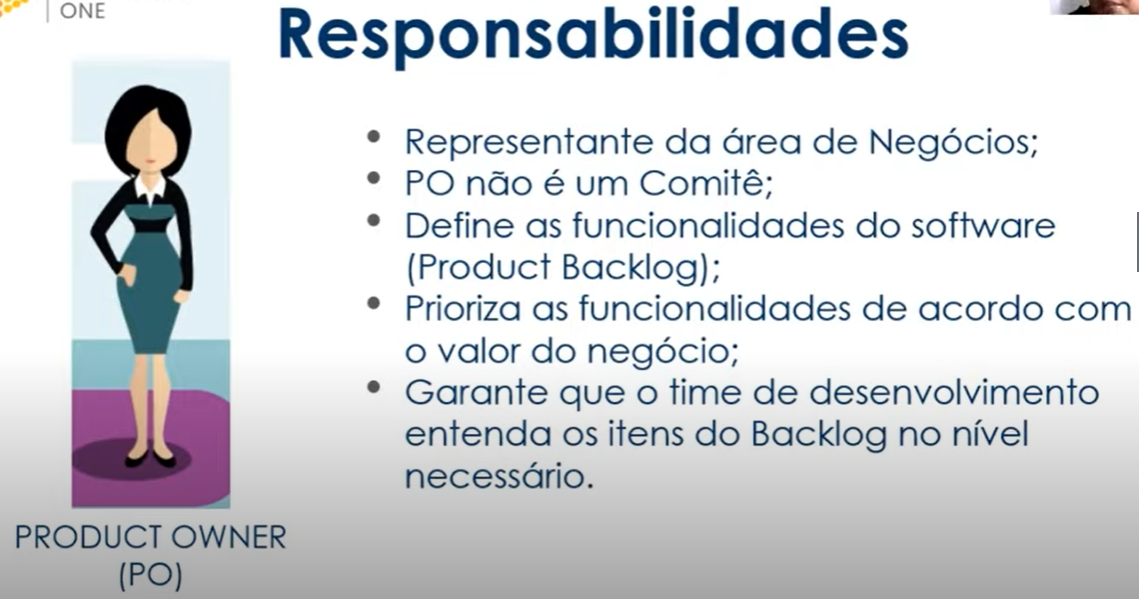 ONE
Responsabilidades
Representante da área de Negócios;
PO não é um Comitê;
Define as funcionalidades do software
(Product Backlog);
Prioriza as funcionalidades de acordo com
o valor do negócio;
Garante que o time de desenvolvimento
entenda os itens do Backlog no nível
necessário.
PRODUCT OWNER
(PO)